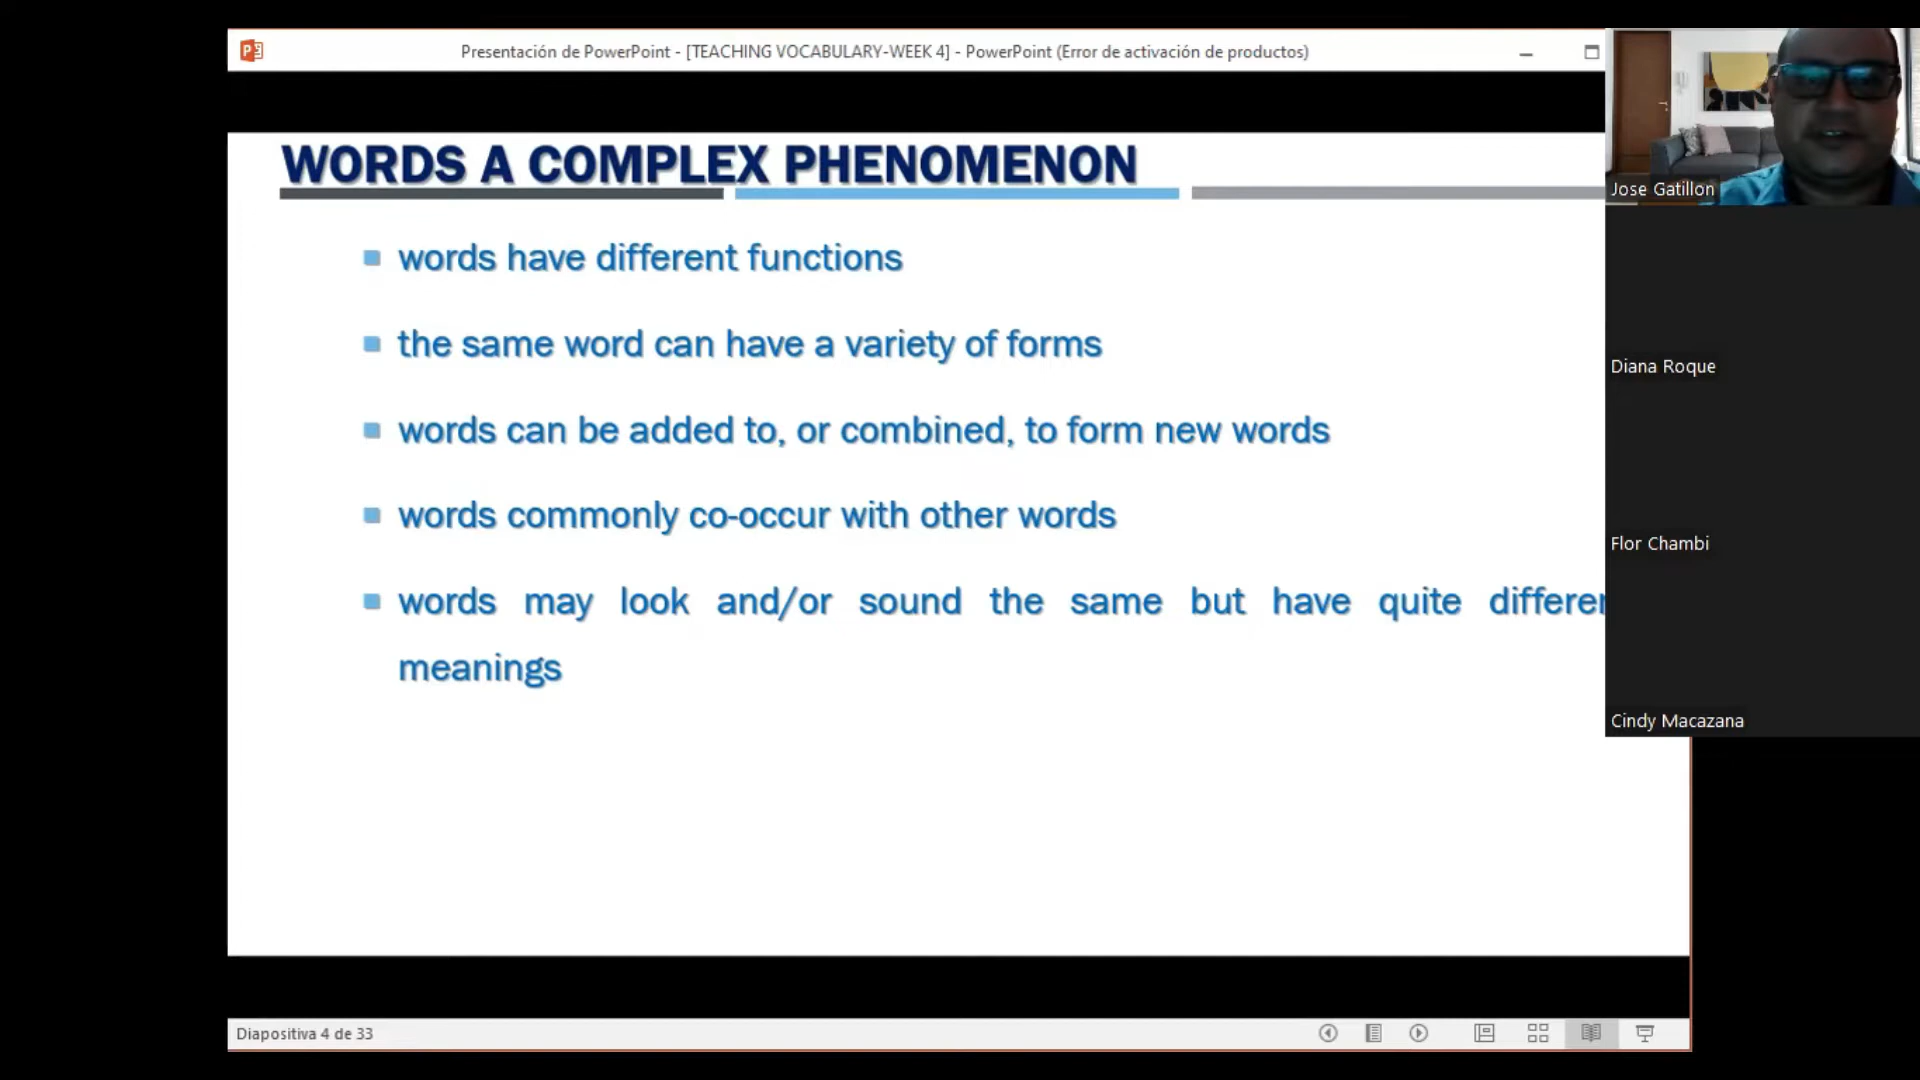 Presentación de PowerPoint - [TEACHING VOCABULARY-WEEK 4] - PowerPoint (Error de activación de productos)
WORDS A COMPLEX PHENOMENON
words have different functions
the same word can have a variety of forms
words can be added to, or combined, to form new words
words commonly co-occur with other words
words may look and/or sound the same but have quite differen
meanings
Jose Gatillon
Diana Roque
Flor Chambi
Cindy Macazana
Diapositiva 4 de 33